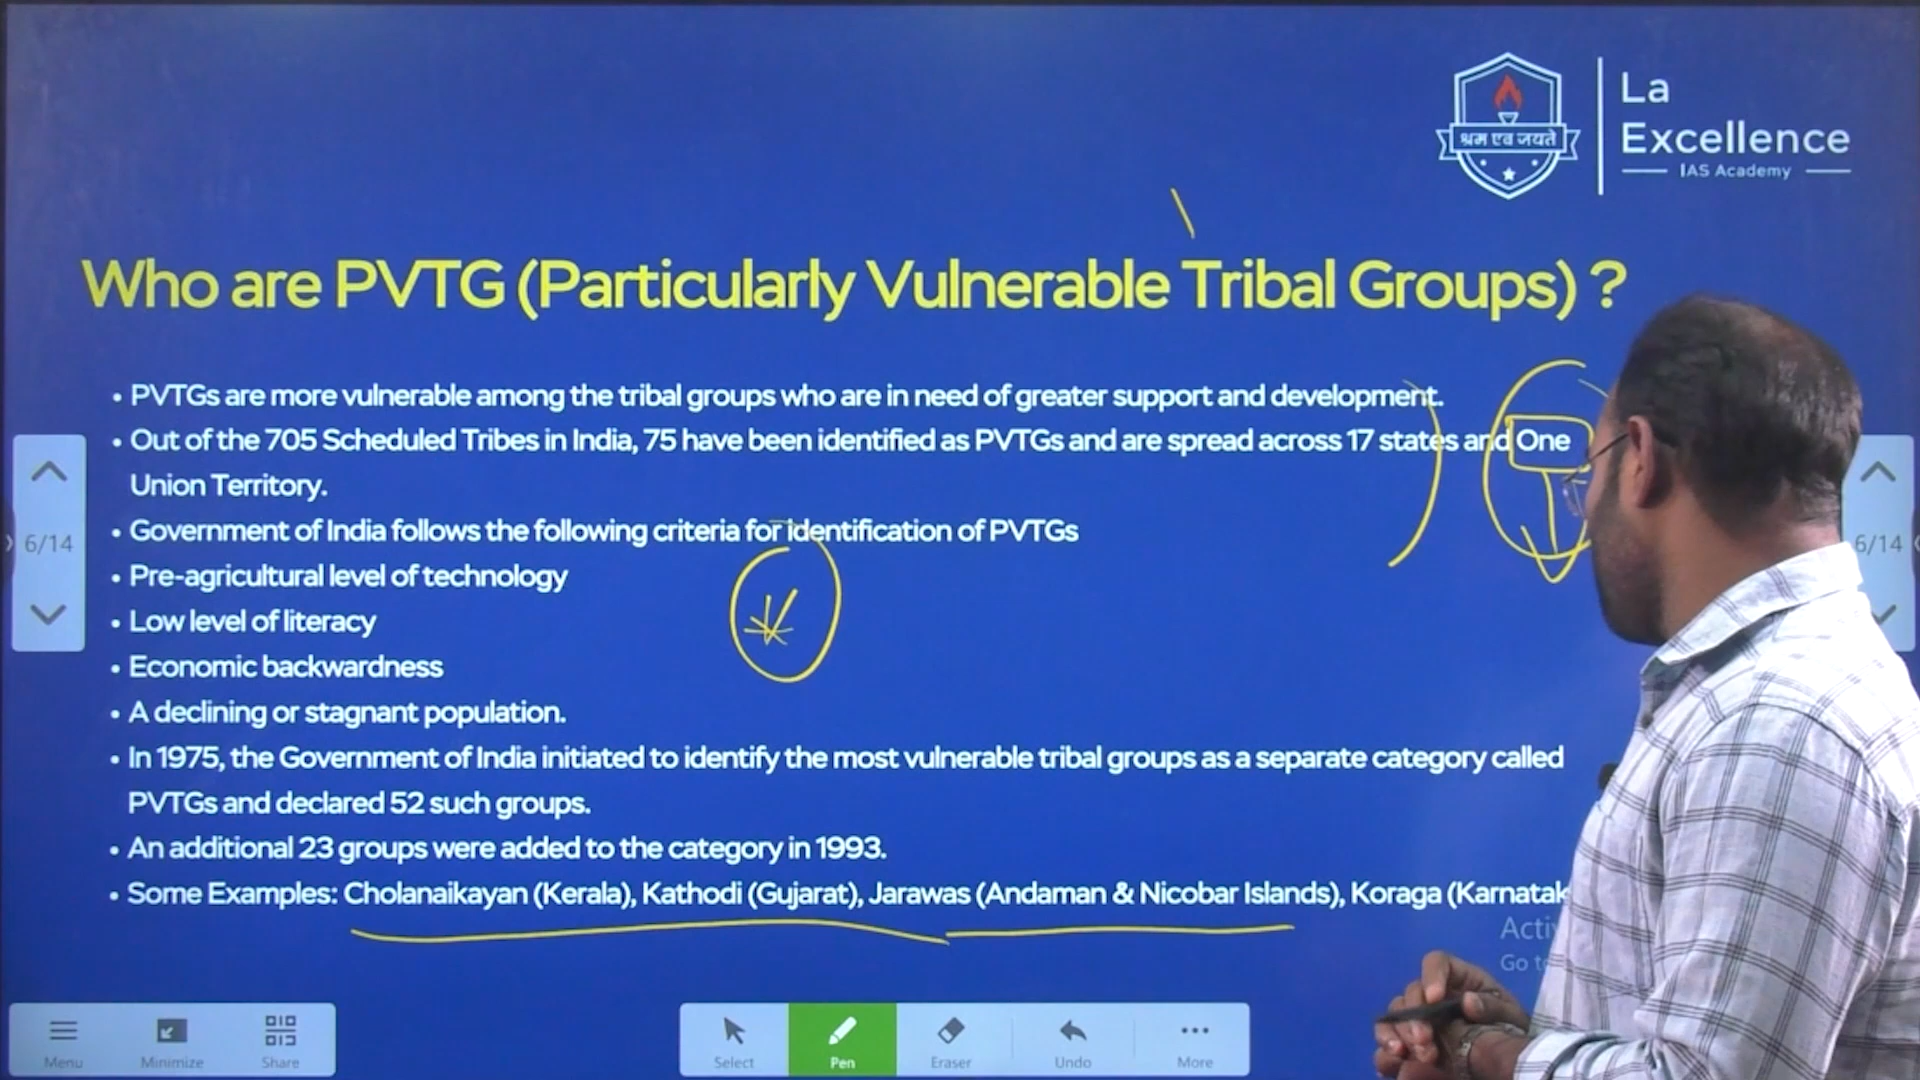 La
Excellence
IAS Academy
श्रम एव जयते
Who are PVTG (Particularly Vulnerable Tribal Groups) ?
• PVTGs are more vulnerable among the tribal groups who are in need of greater support and development.
• Out of the 705 Scheduled Tribes in India, 75 have been identified as PVTGs and are spread across 17 states and One
Union Territory.
• Government of India follows the following criteria for identification of PVTGs
• Pre-agricultural level of technology
• Low level of literacy
• Economic backwardness
• A declining or stagnant population.
• In 1975, the Government of India initiated to identify the most vulnerable tribal groups as a separate category called
PVTGs and declared 52 such groups.
• An additional 23 groups were added to the category in 1993.
• Some Examples: Cholanaikayan (Kerala), Kathodi (Gujarat), Jarawas (Andaman & Nicobar Islands), Koraga (Karnatak
6/14
6/14
Go
Menu
Minimize
Share
Select
Pen
Eraser
Undo
More